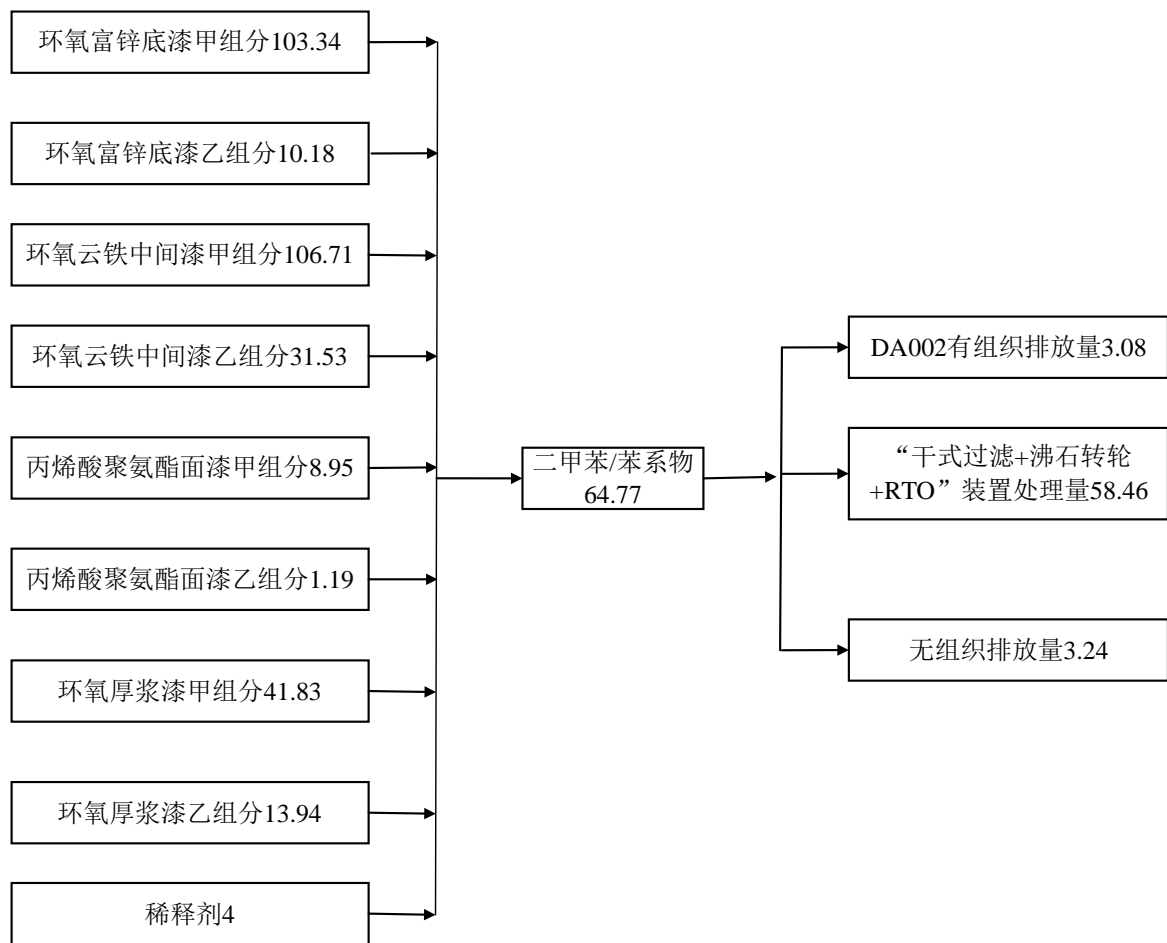 环氧富锌底漆甲组分103.34
环氧富锌底漆乙组分10.18
环氧云铁中间漆甲组分106.71
环氧云铁中间漆乙组分31.53
丙烯酸聚氨酯面漆甲组分8.95
丙烯酸聚氨酯面漆乙组分1.19
环氧厚浆漆甲组分41.83
环氧厚浆漆乙组分13.94
稀释剂4
二甲苯/苯系物
64.77
DA002有组织排放量3.08
“干式过滤+沸石转轮
+RTO”装置处理量58.46
无组织排放量3.24